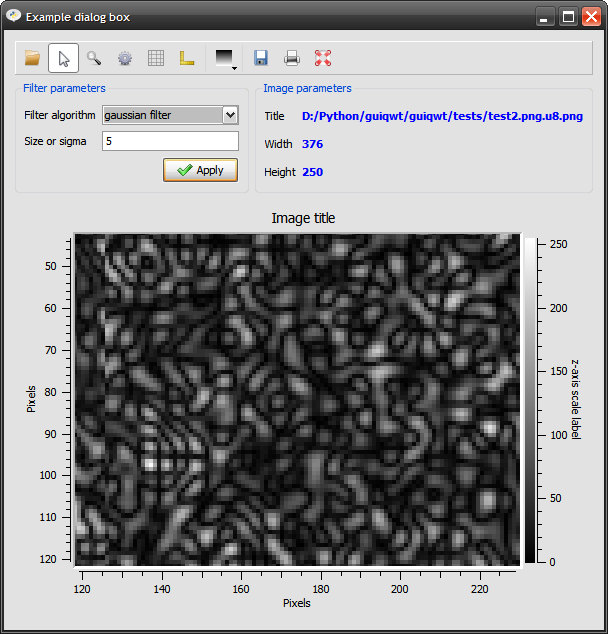 Example dialog box
Filter parameters
Filter algorithm gaussian filter
Size or sigma 5
Apply
Image parameters
Title D:/Python/guiqwt/guiqwt/tests/test2.png.u8.png
Width 376
Height 250
Image title
50
60
70
80
90
100
110
120
Pixels
120 140 160 180 200 220
Pixels
250
200
150
100
50
0
z-axis scale label